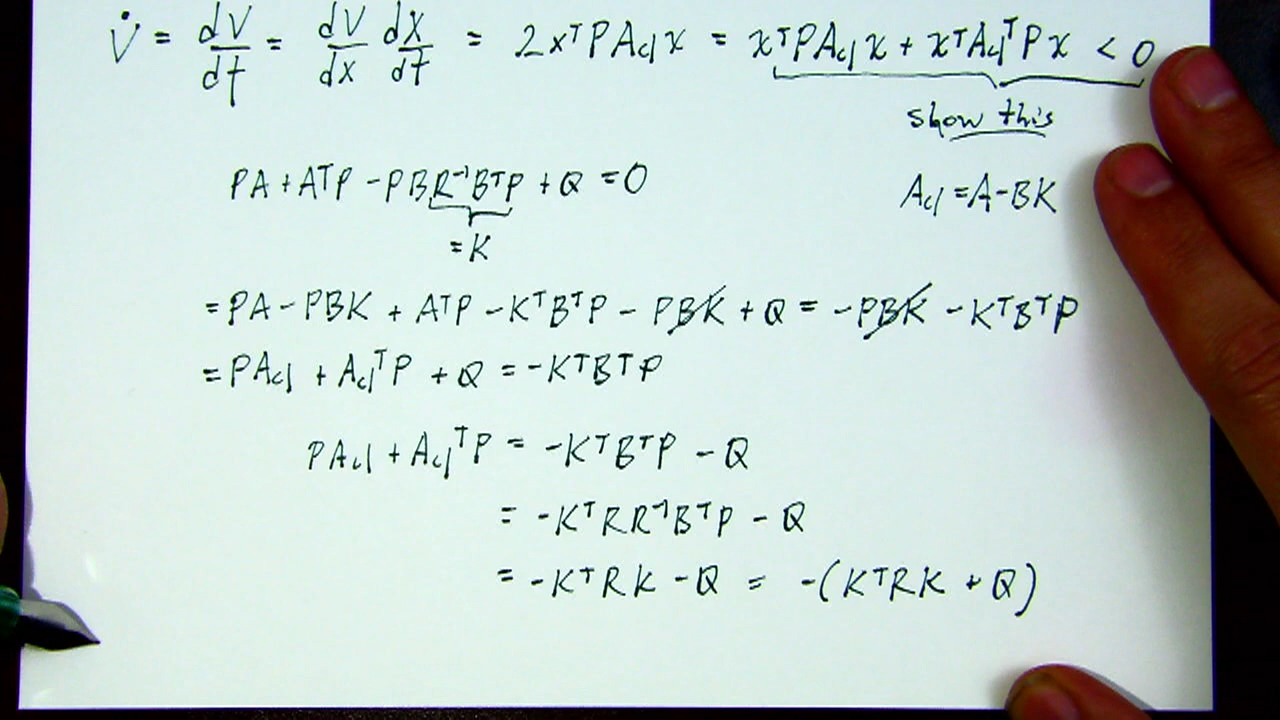 V̇ = dV/dt = dV/dx dx/dt = 2xᵀPA_cl x = xᵀPA_cl x + xᵀA_clᵀPx < 0
show this
PA + AᵀP - PBR⁻¹BᵀP + Q = 0
A_cl = A - BK
= K
= PA - PBK + AᵀP - KᵀBᵀP - PBK + Q = -PBK - KᵀBᵀP
= PA_cl + A_clᵀP + Q = -KᵀBᵀP
PA_cl + A_clᵀP = -KᵀBᵀP - Q
= -KᵀRR⁻¹BᵀP - Q
= -KᵀRK - Q = -(KᵀRK + Q)